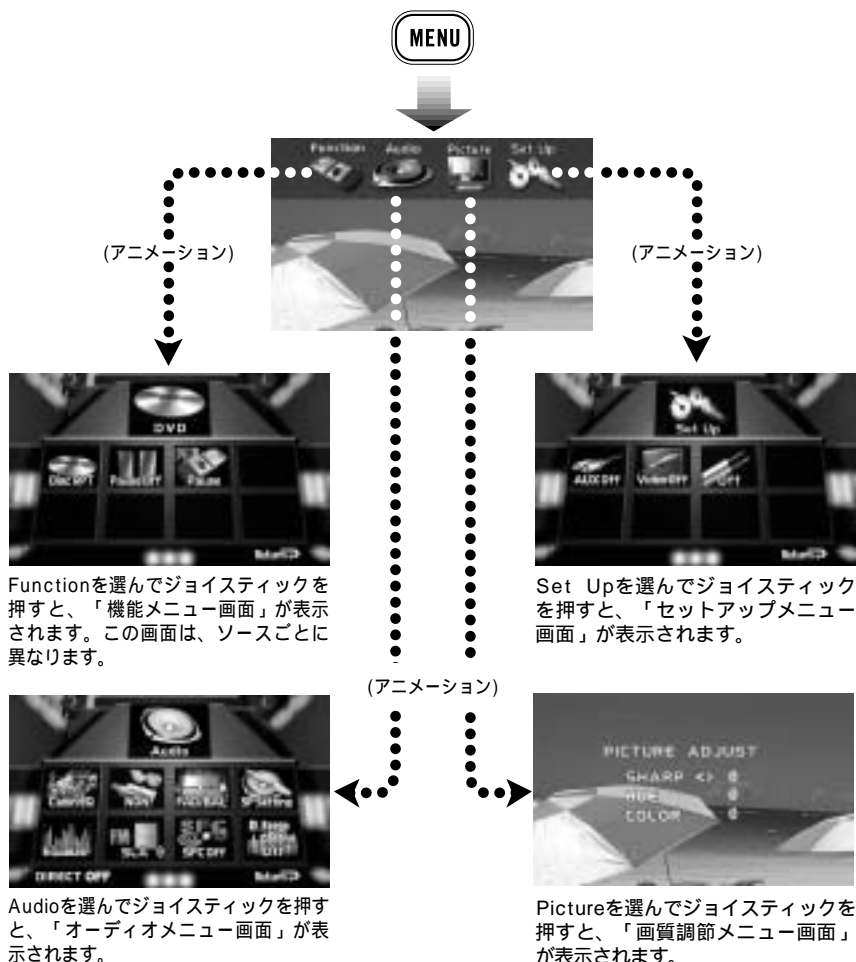 MENU
Function Audio Picture Set Up
(アニメーション)
(アニメーション)
DVD
Pause
Functionを選んでジョイスティックを
押すと、「機能メニュー画面」が表示
されます。この画面は、ソースごとに
異なります。
Set Up
AUX Off Video Off
Set Upを選んでジョイスティック
を押すと、「セットアップメニュー
画面」が表示されます。
(アニメーション)
Audio
DIRECT OFF
Audioを選んでジョイスティックを押す
と、「オーディオメニュー画面」が表
示されます。
PICTURE ADJUST
SHARP <> 0
HUE 0
COLOR 0
Pictureを選んでジョイスティックを
押すと、「画質調節メニュー画面」
が表示されます。